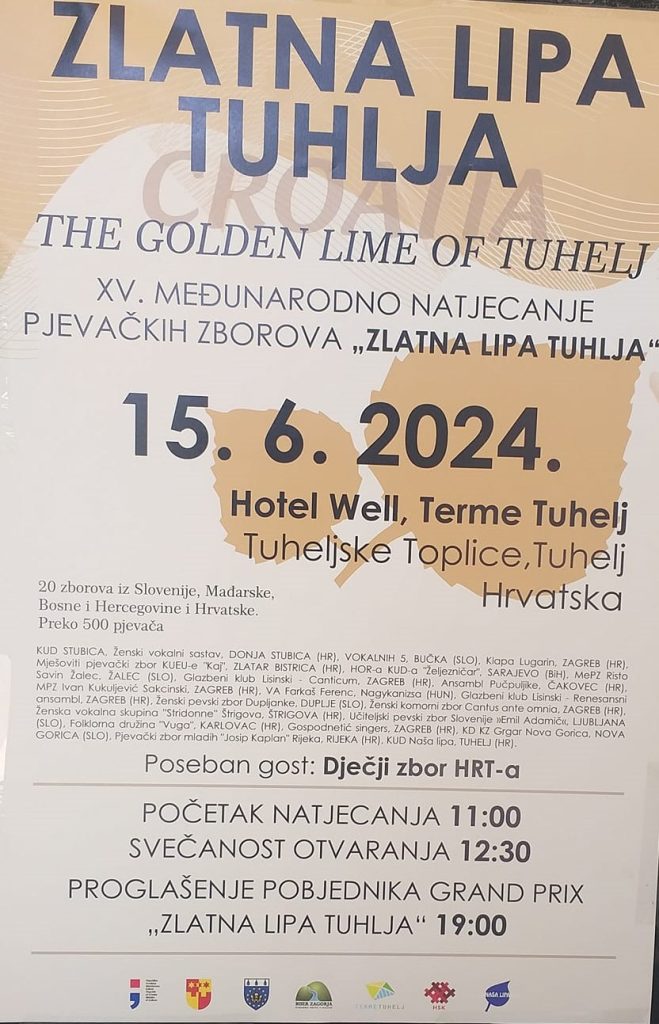 ZLATNA LIPA
TUHLJA
CROATIA
THE GOLDEN LIME OF TUHELJ
XV. MEĐUNARODNO NATJECANJE
PJEVAČKIH ZBOROVA „ZLATNA LIPA TUHLJA“
15. 6. 2024.
Hotel Well, Terme Tuhelj
Tuheljske Toplice,Tuhelj
Hrvatska
20 zborova iz Slovenije, Mađarske,
Bosne i Hercegovine i Hrvatske.
Preko 500 pjevača
KUD STUBICA, Ženski vokalni sastav, DONJA STUBICA (HR), VOKALNIH 5, BUČKA (SLO), Klapa Lugarin, ZAGREB (HR),
Mješoviti pjevački zbor KUEU-e "Kaj", ZLATAR BISTRICA (HR), HOR-a KUD-a "Željezničar", SARAJEVO (BiH), MePZ Risto
Savin Žalec, ŽALEC (SLO), Glazbeni klub Lisinski - Canticum, ZAGREB (HR), Ansambl Pučpuljike, ČAKOVEC (HR),
MPZ Ivan Kukuljević Sakcinski, ZAGREB (HR), VA Farkaš Ferenc, Nagykanizsa (HUN), Glazbeni klub Lisinski - Renesansni
ansambl, ZAGREB (HR), Ženski pevski zbor Dupljanke, DUPLJE (SLO), Ženski komorni zbor Cantus ante omnia, ZAGREB (HR),
Ženska vokalna skupina "Stridonne" Štrigova, ŠTRIGOVA (HR), Učiteljski pevski zbor Slovenije »Emil Adamič«, LJUBLJANA
(SLO), Folklorna družina "Vuga", KARLOVAC (HR), Gospodnetić singers, ZAGREB (HR), KD KZ Grgar Nova Gorica, NOVA
GORICA (SLO), Pjevački zbor mladih "Josip Kaplan" Rijeka, RIJEKA (HR), KUD Naša lipa, TUHELJ (HR).
Poseban gost: Dječji zbor HRT-a
POČETAK NATJECANJA 11:00
SVEČANOST OTVARANJA 12:30
PROGLAŠENJE POBJEDNIKA GRAND PRIX
„ZLATNA LIPA TUHLJA“ 19:00
BISER ZAGORJA
TERME TUHELJ
HSK
NAŠA LIPA